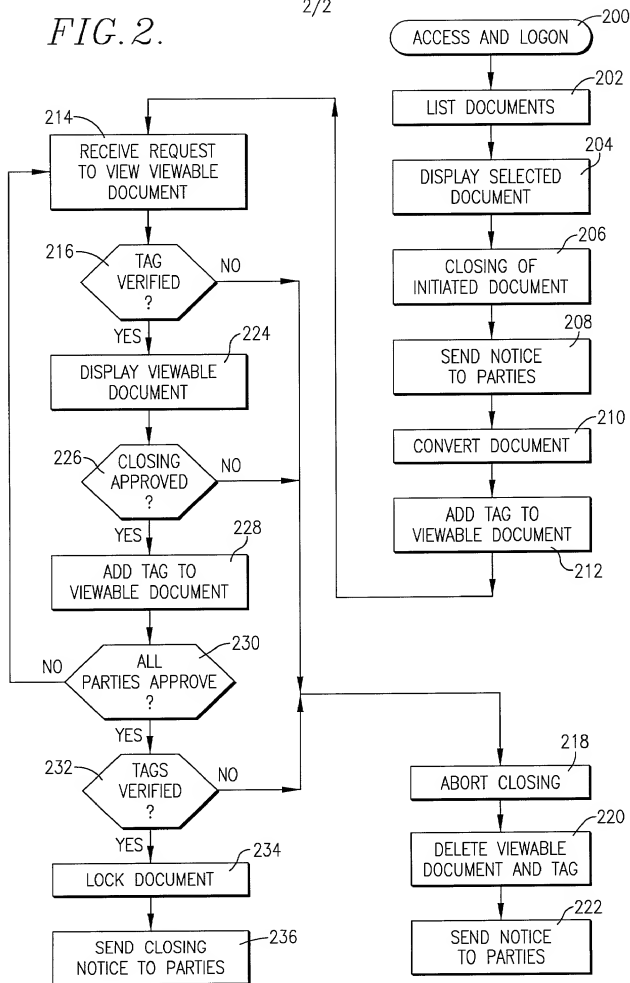 2/2
FIG.2.
200
ACCESS AND LOGON
202
LIST DOCUMENTS
204
DISPLAY SELECTED
DOCUMENT
206
CLOSING OF
INITIATED DOCUMENT
208
SEND NOTICE
TO PARTIES
210
CONVERT DOCUMENT
ADD TAG TO
VIEWABLE DOCUMENT
212
214
RECEIVE REQUEST
TO VIEW VIEWABLE
DOCUMENT
216
TAG
VERIFIED
?
NO
YES
224
DISPLAY VIEWABLE
DOCUMENT
226
CLOSING
APPROVED
?
NO
YES
228
ADD TAG TO
VIEWABLE DOCUMENT
230
ALL
PARTIES APPROVE
?
NO
YES
232
TAGS
VERIFIED
?
NO
YES
234
LOCK DOCUMENT
236
SEND CLOSING
NOTICE TO PARTIES
218
ABORT CLOSING
220
DELETE VIEWABLE
DOCUMENT AND TAG
222
SEND NOTICE
TO PARTIES